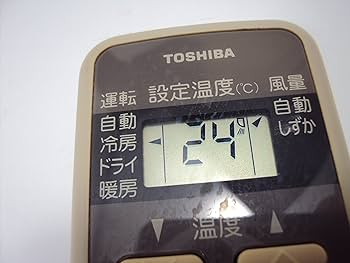 TOSHIBA
運転 設定温度(℃) 風量
自動 24 自動
冷房 しずか
ドライ
暖房
▼ 温度 ▲